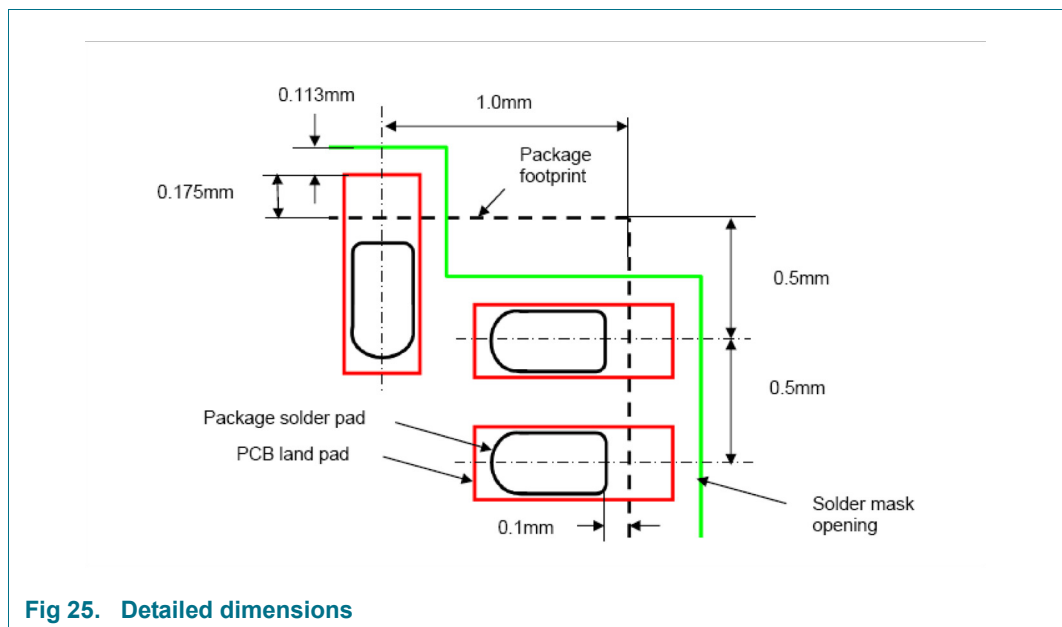 0.113mm
1.0mm
Package
footprint
0.175mm
0.5mm
0.5mm
Package solder pad
PCB land pad
Solder mask
opening
0.1mm
Fig 25. Detailed dimensions